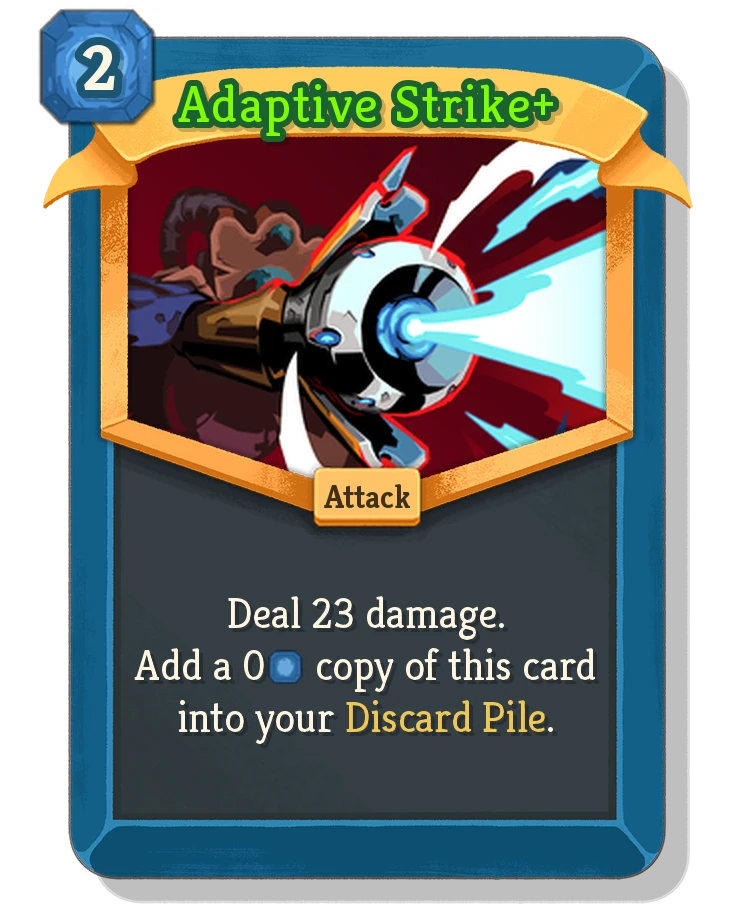 2
Adaptive Strike+
Attack
Deal 23 damage.
Add a 0 copy of this card
into your Discard Pile.